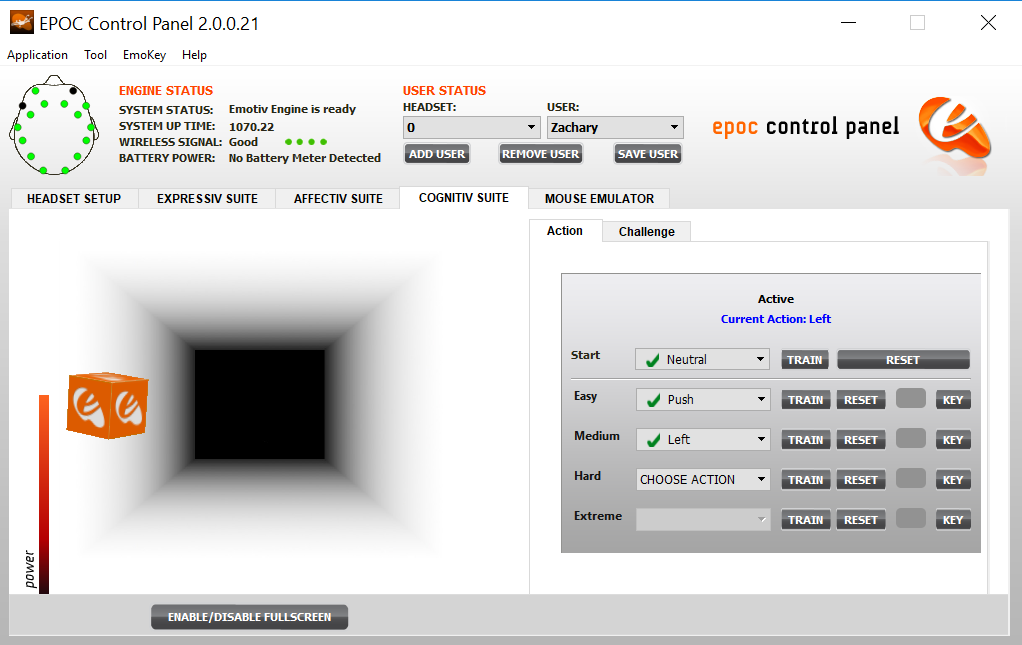 EPOC Control Panel 2.0.0.21
Application Tool EmoKey Help
ENGINE STATUS
SYSTEM STATUS: Emotiv Engine is ready
SYSTEM UP TIME: 1070.22
WIRELESS SIGNAL: Good
BATTERY POWER: No Battery Meter Detected
USER STATUS
HEADSET: USER:
0 Zachary
ADD USER REMOVE USER SAVE USER
epoc control panel
HEADSET SETUP EXPRESSIV SUITE AFFECTIV SUITE COGNITIV SUITE MOUSE EMULATOR
Action Challenge
Active
Current Action: Left
Start Neutral TRAIN RESET
Easy Push TRAIN RESET KEY
Medium Left TRAIN RESET KEY
Hard CHOOSE ACTION TRAIN RESET KEY
Extreme TRAIN RESET KEY
power
ENABLE/DISABLE FULLSCREEN